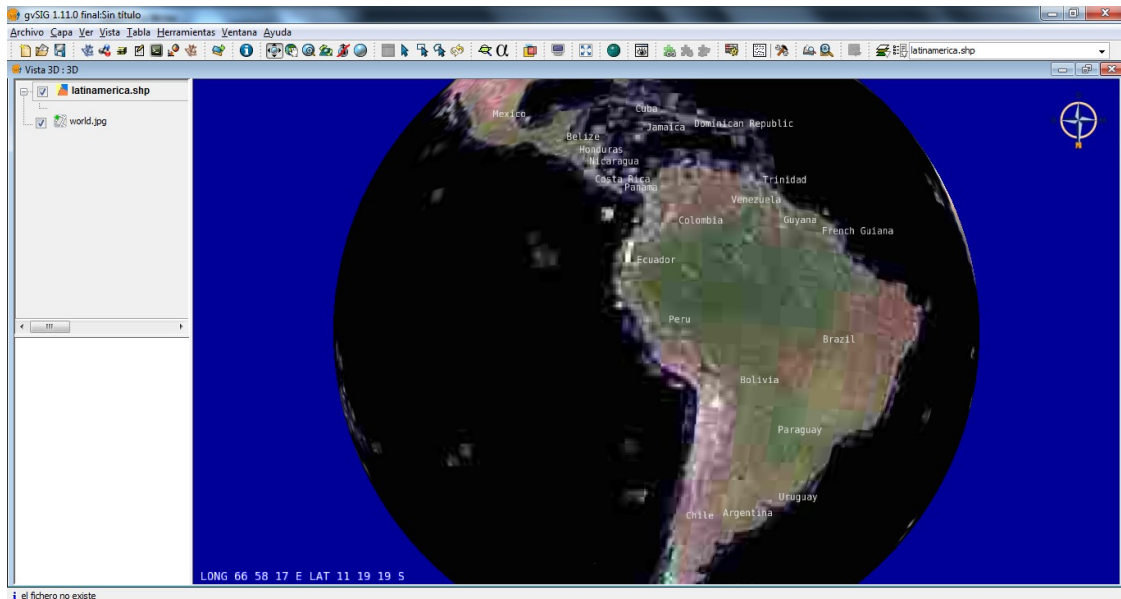 gvSIG 1.11.0 final:Sin título
Archivo Capa Ver Vista Tabla Herramientas Ventana Ayuda
latinamerica.shp
Vista 3D : 3D
latinamerica.shp
world.jpg
Mexico
Cuba
Jamaica
Dominican Republic
Belize
Honduras
Nicaragua
Costa Rica
Panama
Trinidad
Venezuela
Colombia
Guyana
French Guiana
Ecuador
Peru
Brazil
Bolivia
Paraguay
Uruguay
Chile
Argentina
N
LONG 66 58 17 E LAT 11 19 19 S
el fichero no existe